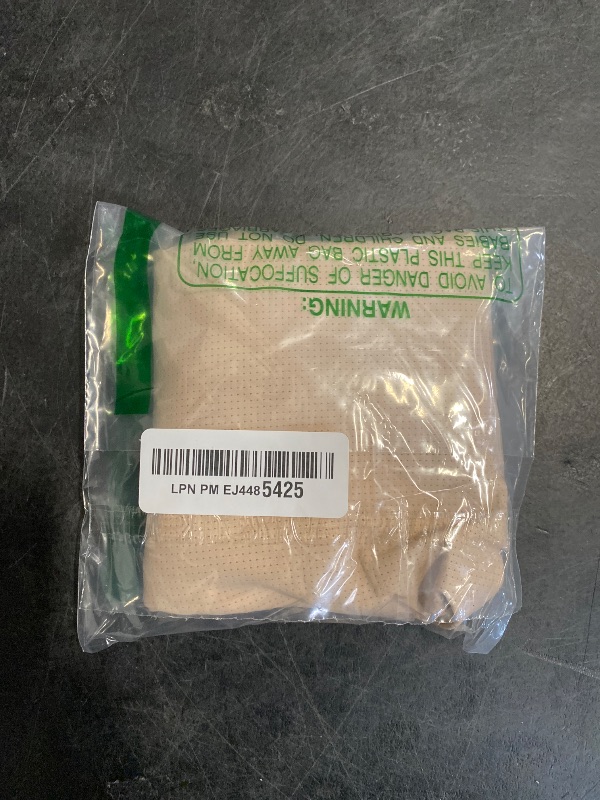 WARNING:
TO AVOID DANGER OF SUFFOCATION
KEEP THIS PLASTIC BAG AWAY FROM
BABIES AND CHILDREN. DO NOT USE
LPN PM EJ4485425